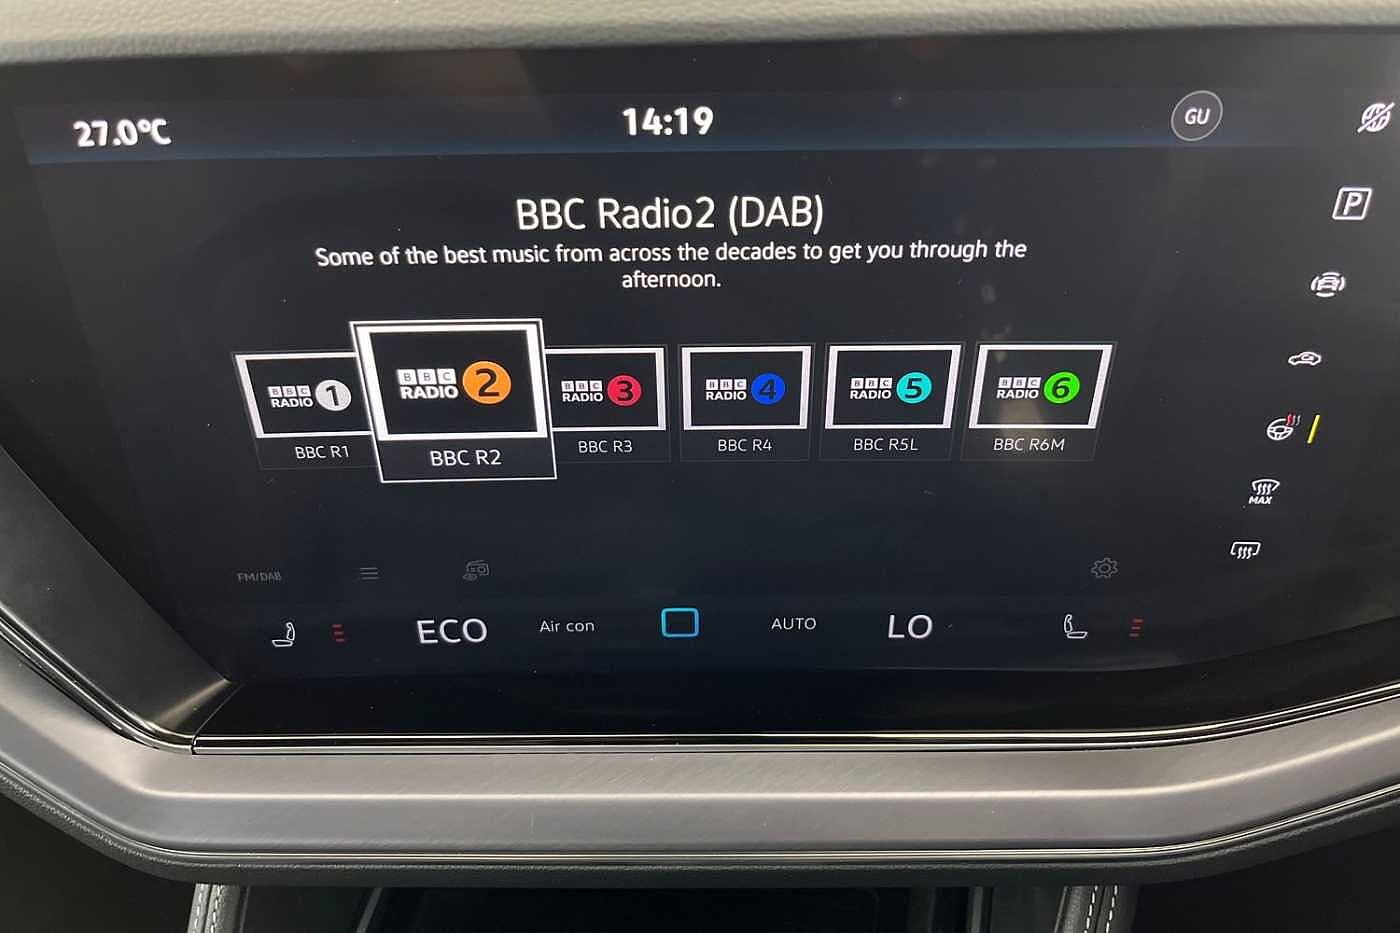 27.0°C 14:19 GU
P
BBC Radio2 (DAB)
Some of the best music from across the decades to get you through the
afternoon.
BBC RADIO 1
BBC RADIO 2
BBC RADIO 3
BBC RADIO 4
BBC RADIO 5
BBC RADIO 6
BBC R1
BBC R2
BBC R3
BBC R4
BBC R5L
BBC R6M
MAX
FM/DAB
ECO Air con AUTO LO